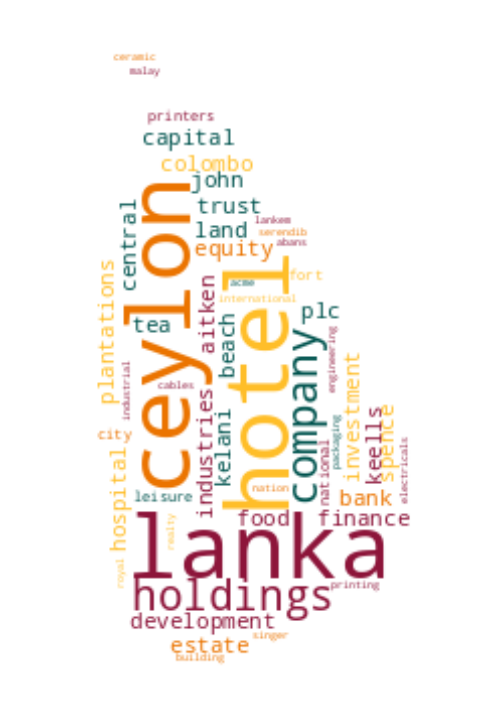 ceramic
malay
printers
capital
colombo
john
ceylon
trust
central
land
lankem
serendib
abans
equity
hotel
acme
fort
international
plantations
aitken
tea
beach
plc
company
engineering
industrial
cables
investment
industries
kelani
keells
spence
city
packaging
national
electricals
hospital
leisure
nation
bank
food
finance
lanka
realty
royal
holdings
printing
development
singer
estate
building